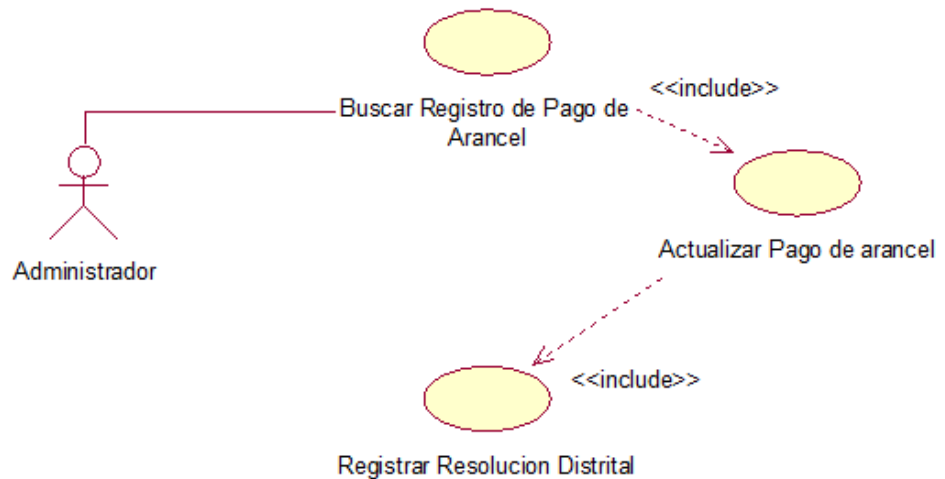 <<include>>
Buscar Registro de Pago de
Arancel
Actualizar Pago de arancel
Administrador
<<include>>
Registrar Resolucion Distrital